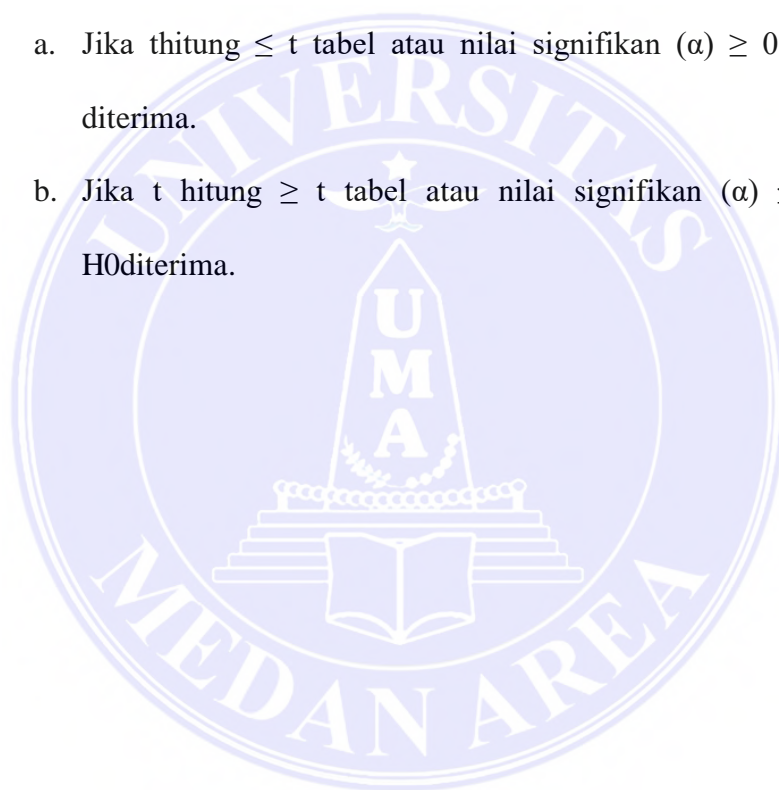 a. Jika thitung ≤ t tabel atau nilai signifikan (α) ≥ 0
diterima.
b. Jika t hitung ≥ t tabel atau nilai signifikan (α)
H0diterima.
UNIVERSITAS
UMA
MEDAN AREA